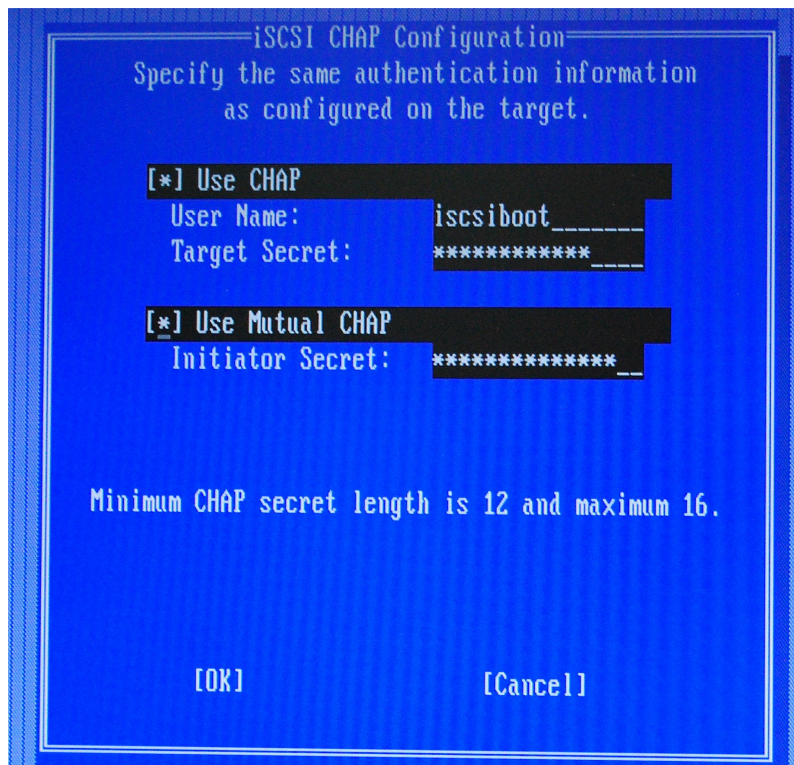 iSCSI CHAP Configuration
Specify the same authentication information
as configured on the target.
[*] Use CHAP
User Name: iscsiboot_______
Target Secret: ************____
[*] Use Mutual CHAP
Initiator Secret: **************__
Minimum CHAP secret length is 12 and maximum 16.
[OK] [Cancel]